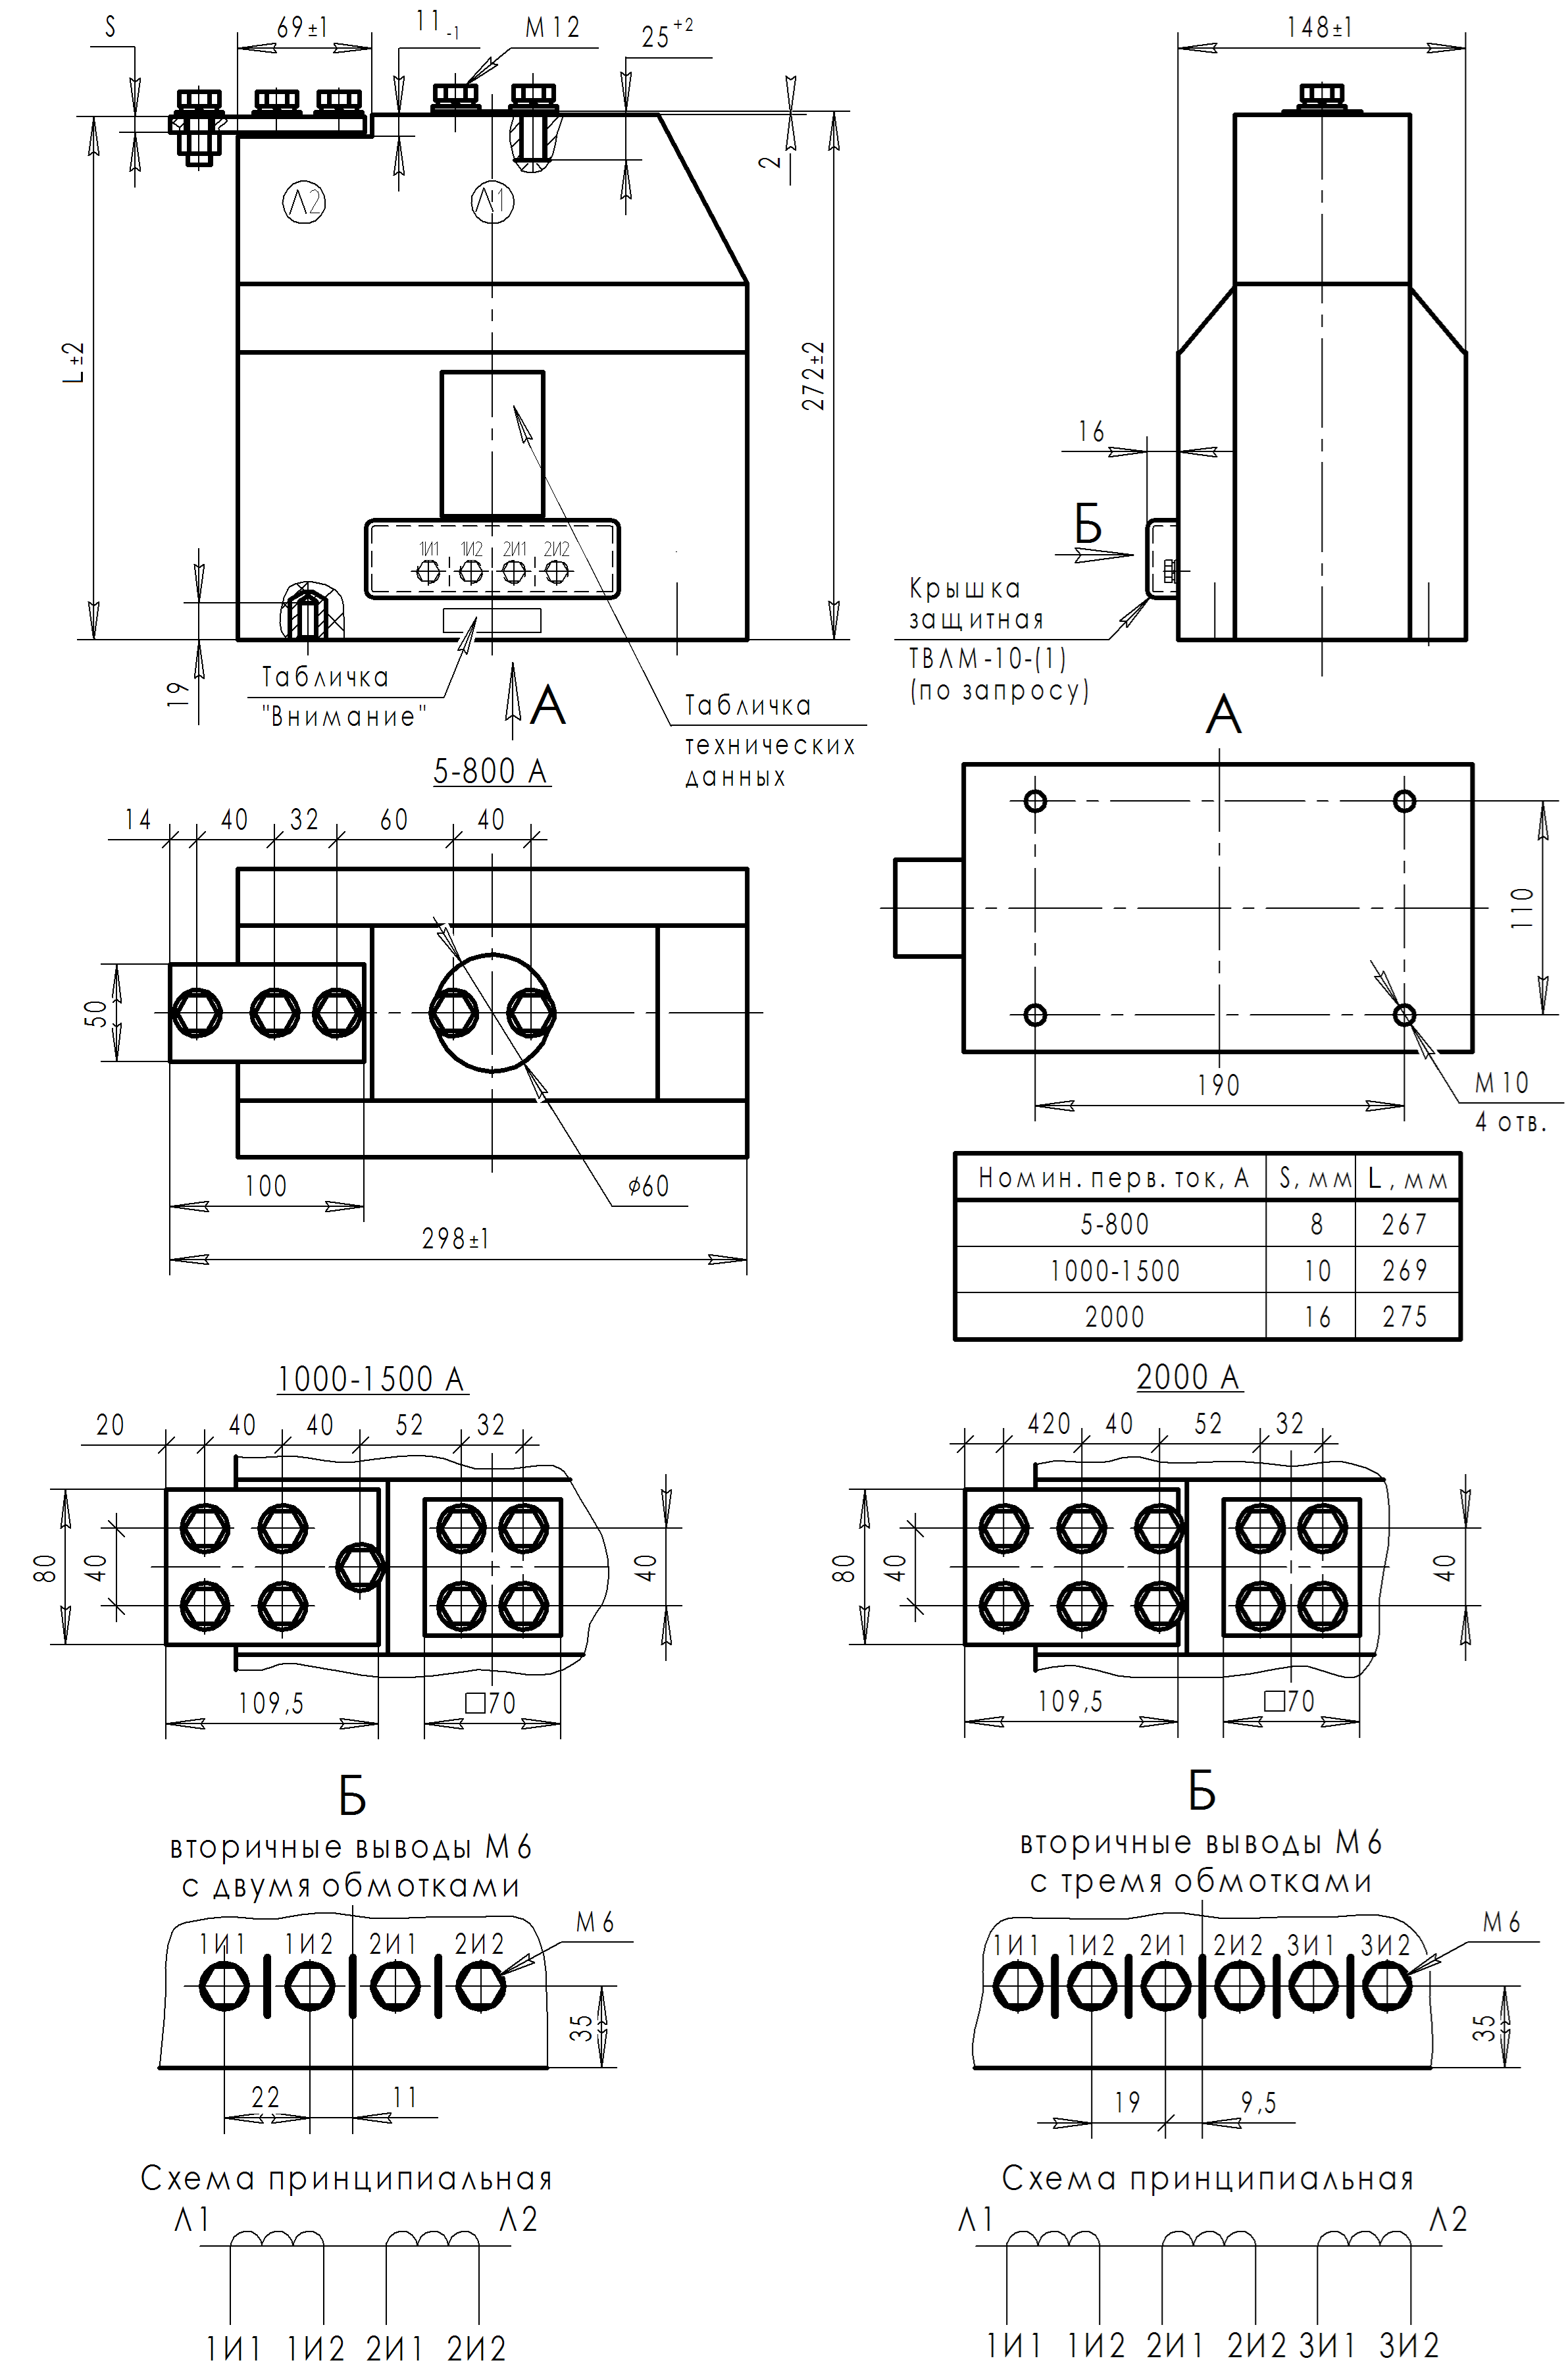 S
69±1
11-1
М12
25+2
148±1
2
Л2
Л1
L±2
272±2
16
Б
1И1 1И2 2И1 2И2
Крышка
защитная
ТВЛМ-10-(1)
(по запросу)
19
Табличка
"Внимание"
А
Табличка
технических
данных
А
5-800 А
14 40 32 60 40
50
110
100
⌀60
298±1
190
М10
4 отв.
Номин. перв. ток, А S, мм L, мм
5-800 8 267
1000-1500 10 269
2000 16 275
1000-1500 А
20 40 40 52 32
80
40
40
109,5
□70
2000 А
420 40 52 32
80
40
40
109,5
□70
Б
вторичные выводы М6
с двумя обмотками
М6
1И1 1И2 2И1 2И2
35
22
11
Б
вторичные выводы М6
с тремя обмотками
М6
1И1 1И2 2И1 2И2 3И1 3И2
35
19
9,5
Схема принципиальная
Л1 Л2
1И1 1И2 2И1 2И2
Схема принципиальная
Л1 Л2
1И1 1И2 2И1 2И2 3И1 3И2